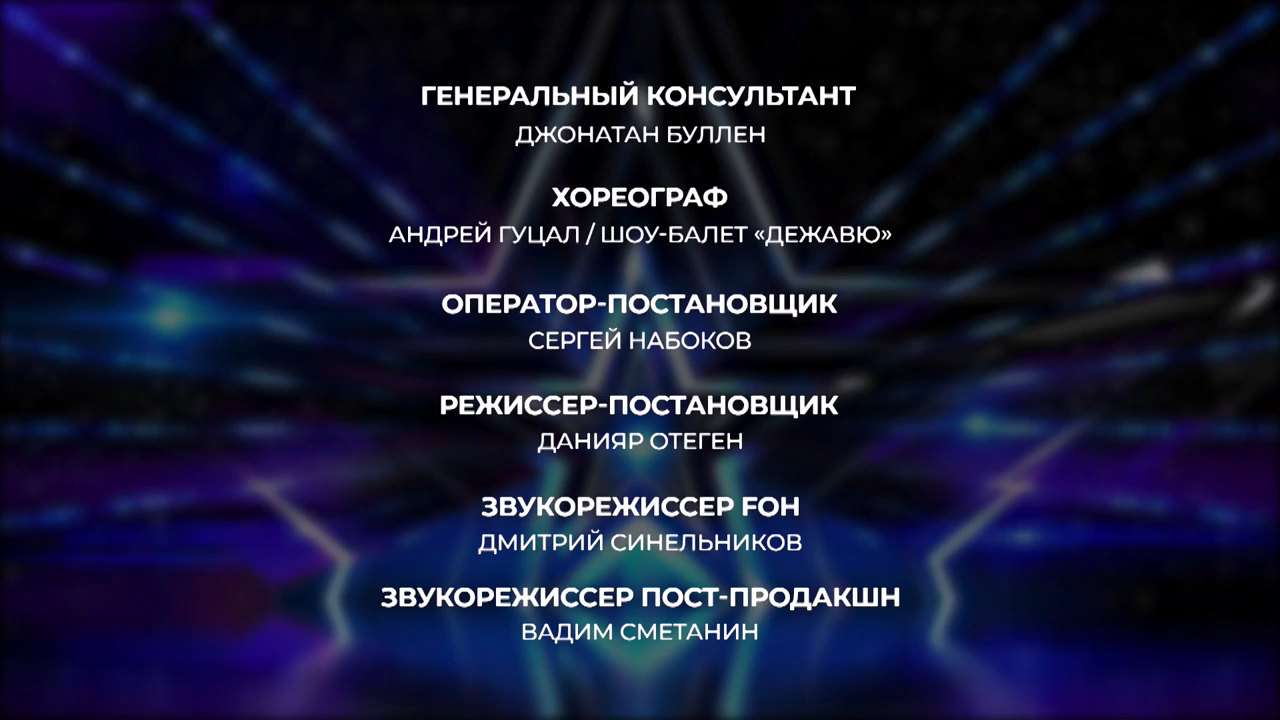 ГЕНЕРАЛЬНЫЙ КОНСУЛЬТАНТ
ДЖОНАТАН БУЛЛЕН
ХОРЕОГРАФ
АНДРЕЙ ГУЦАЛ / ШОУ-БАЛЕТ «ДЕЖАВЮ»
ОПЕРАТОР-ПОСТАНОВЩИК
СЕРГЕЙ НАБОКОВ
РЕЖИССЕР-ПОСТАНОВЩИК
ДАНИЯР ОТЕГЕН
ЗВУКОРЕЖИССЕР FOH
ДМИТРИЙ СИНЕЛЬНИКОВ
ЗВУКОРЕЖИССЕР ПОСТ-ПРОДАКШН
ВАДИМ СМЕТАНИН